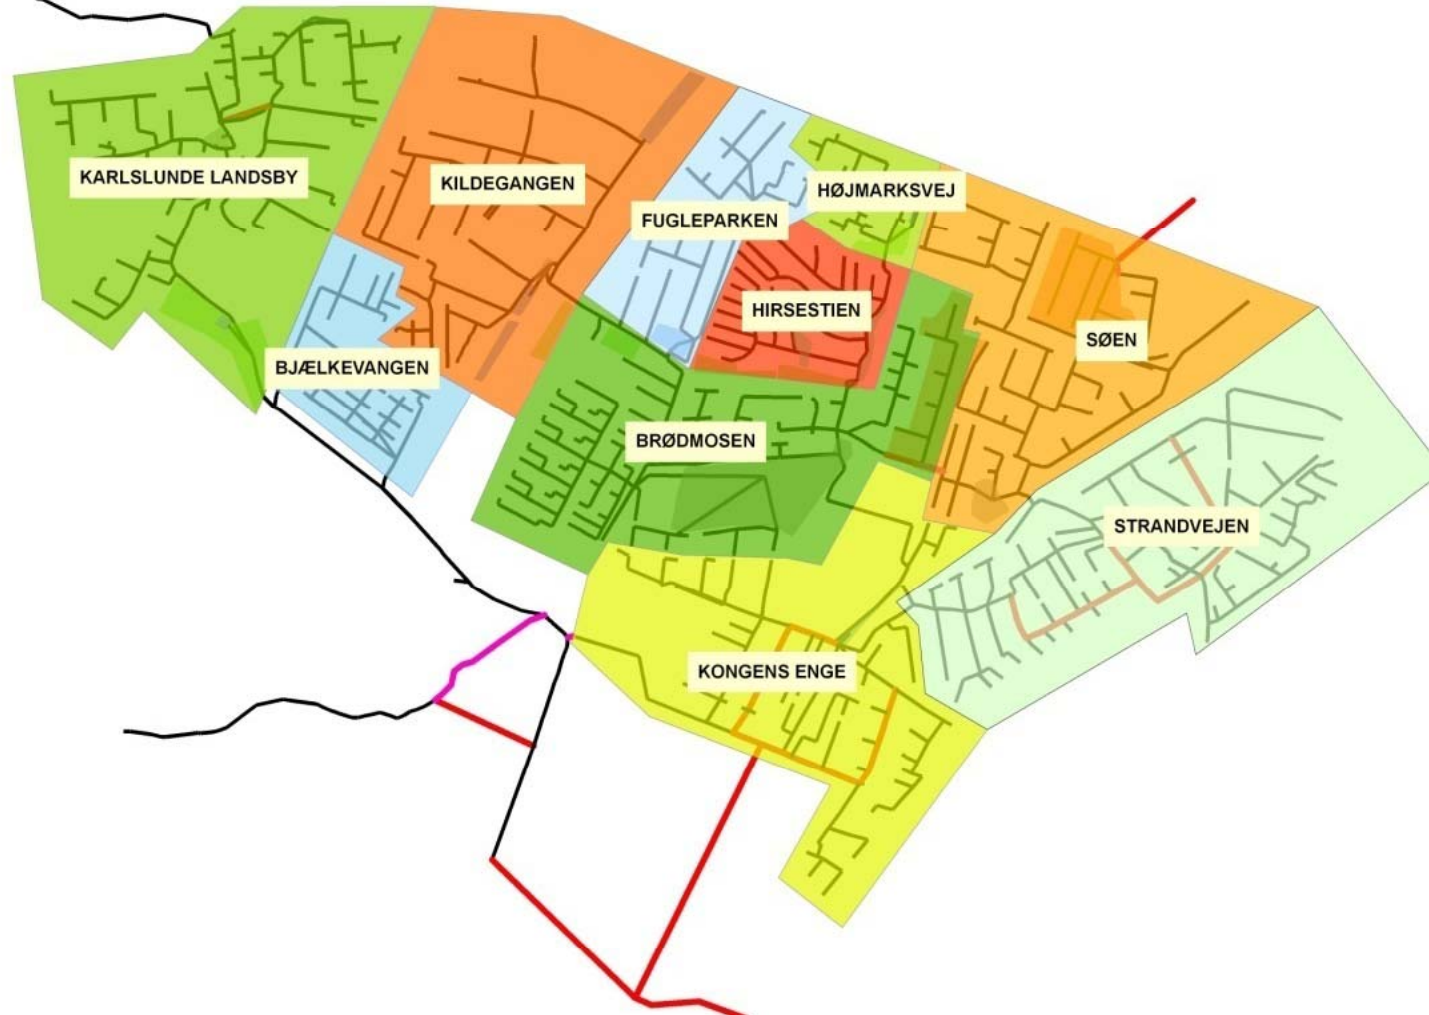 KARLSLUNDE LANDSBY
KILDEGANGEN
HØJMARKSVEJ
FUGLEPARKEN
HIRSESTIEN
SØEN
BJÆLKEVANGEN
BRØDMOSEN
STRANDVEJEN
KONGENS ENGE